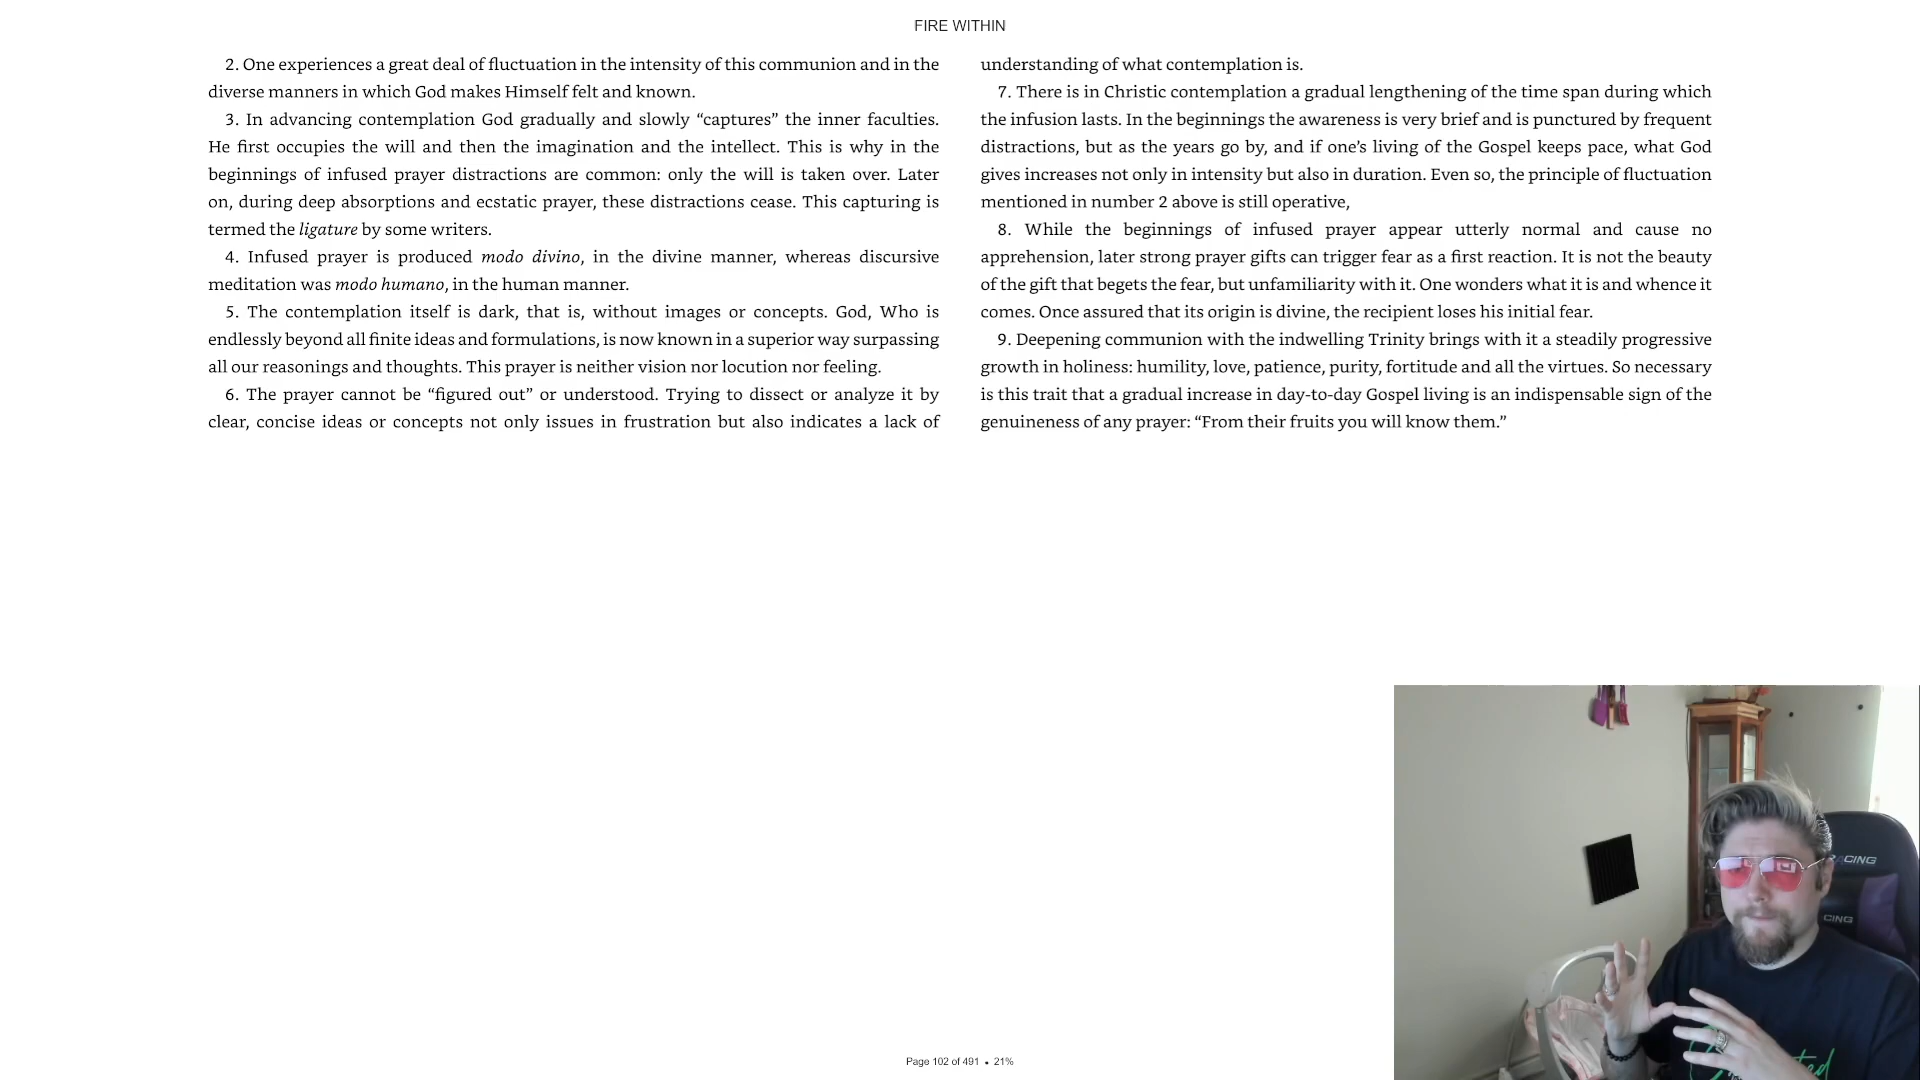 FIRE WITHIN
2. One experiences a great deal of fluctuation in the intensity of this communion and in the
diverse manners in which God makes Himself felt and known.
3. In advancing contemplation God gradually and slowly “captures” the inner faculties.
He first occupies the will and then the imagination and the intellect. This is why in the
beginnings of infused prayer distractions are common: only the will is taken over. Later
on, during deep absorptions and ecstatic prayer, these distractions cease. This capturing is
termed the ligature by some writers.
4. Infused prayer is produced modo divino, in the divine manner, whereas discursive
meditation was modo humano, in the human manner.
5. The contemplation itself is dark, that is, without images or concepts. God, Who is
endlessly beyond all finite ideas and formulations, is now known in a superior way surpassing
all our reasonings and thoughts. This prayer is neither vision nor locution nor feeling.
6. The prayer cannot be “figured out” or understood. Trying to dissect or analyze it by
clear, concise ideas or concepts not only issues in frustration but also indicates a lack of
understanding of what contemplation is.
7. There is in Christic contemplation a gradual lengthening of the time span during which
the infusion lasts. In the beginnings the awareness is very brief and is punctured by frequent
distractions, but as the years go by, and if one’s living of the Gospel keeps pace, what God
gives increases not only in intensity but also in duration. Even so, the principle of fluctuation
mentioned in number 2 above is still operative,
8. While the beginnings of infused prayer appear utterly normal and cause no
apprehension, later strong prayer gifts can trigger fear as a first reaction. It is not the beauty
of the gift that begets the fear, but unfamiliarity with it. One wonders what it is and whence it
comes. Once assured that its origin is divine, the recipient loses his initial fear.
9. Deepening communion with the indwelling Trinity brings with it a steadily progressive
growth in holiness: humility, love, patience, purity, fortitude and all the virtues. So necessary
is this trait that a gradual increase in day-to-day Gospel living is an indispensable sign of the
genuineness of any prayer: “From their fruits you will know them.”
CING
Page 102 of 491 • 21%